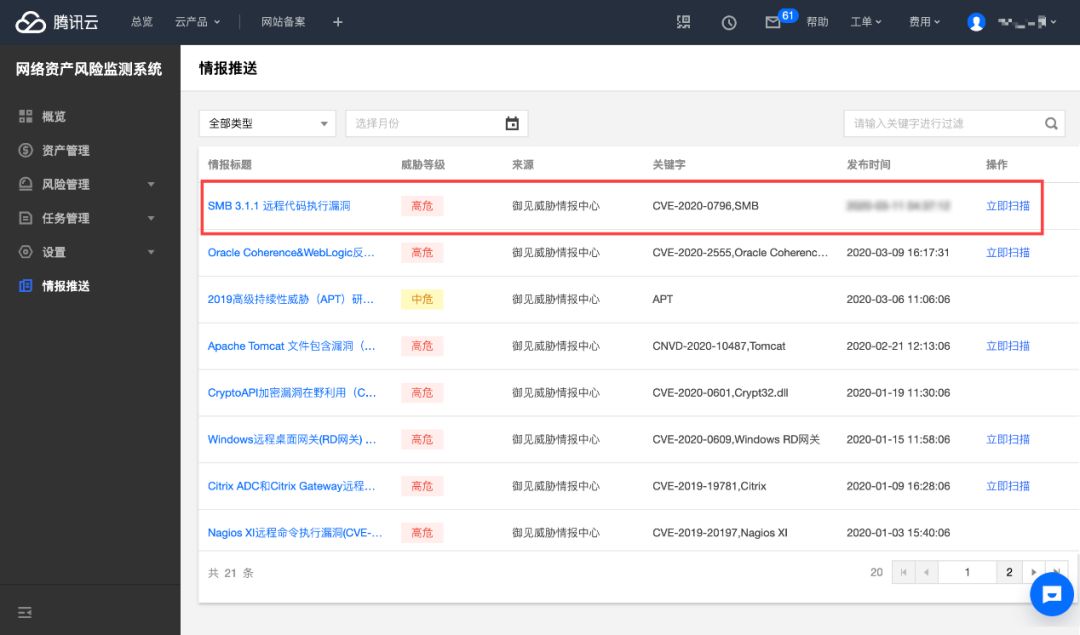 腾讯云 总览 云产品 网站备案 + 61 帮助 工单 费用
网络资产风险监测系统
概览
资产管理
风险管理
任务管理
设置
情报推送
情报推送
全部类型 选择月份 请输入关键字进行过滤
情报标题 威胁等级 来源 关键字 发布时间 操作
SMB 3.1.1 远程代码执行漏洞 高危 御见威胁情报中心 CVE-2020-0796,SMB 立即扫描
Oracle Coherence&WebLogic反... 高危 御见威胁情报中心 CVE-2020-2555,Oracle Coherenc... 2020-03-09 16:17:31 立即扫描
2019高级持续性威胁（APT）研... 中危 御见威胁情报中心 APT 2020-03-06 11:06:06
Apache Tomcat 文件包含漏洞（... 高危 御见威胁情报中心 CNVD-2020-10487,Tomcat 2020-02-21 12:13:06 立即扫描
CryptoAPI加密漏洞在野利用（C... 高危 御见威胁情报中心 CVE-2020-0601,Crypt32.dll 2020-01-19 11:30:06
Windows远程桌面网关(RD网关) ... 高危 御见威胁情报中心 CVE-2020-0609,Windows RD网关 2020-01-15 11:58:06 立即扫描
Citrix ADC和Citrix Gateway远程... 高危 御见威胁情报中心 CVE-2019-19781,Citrix 2020-01-09 16:28:06 立即扫描
Nagios XI远程命令执行漏洞(CVE-... 高危 御见威胁情报中心 CVE-2019-20197,Nagios XI 2020-01-03 15:40:06
共 21 条 20 1 2